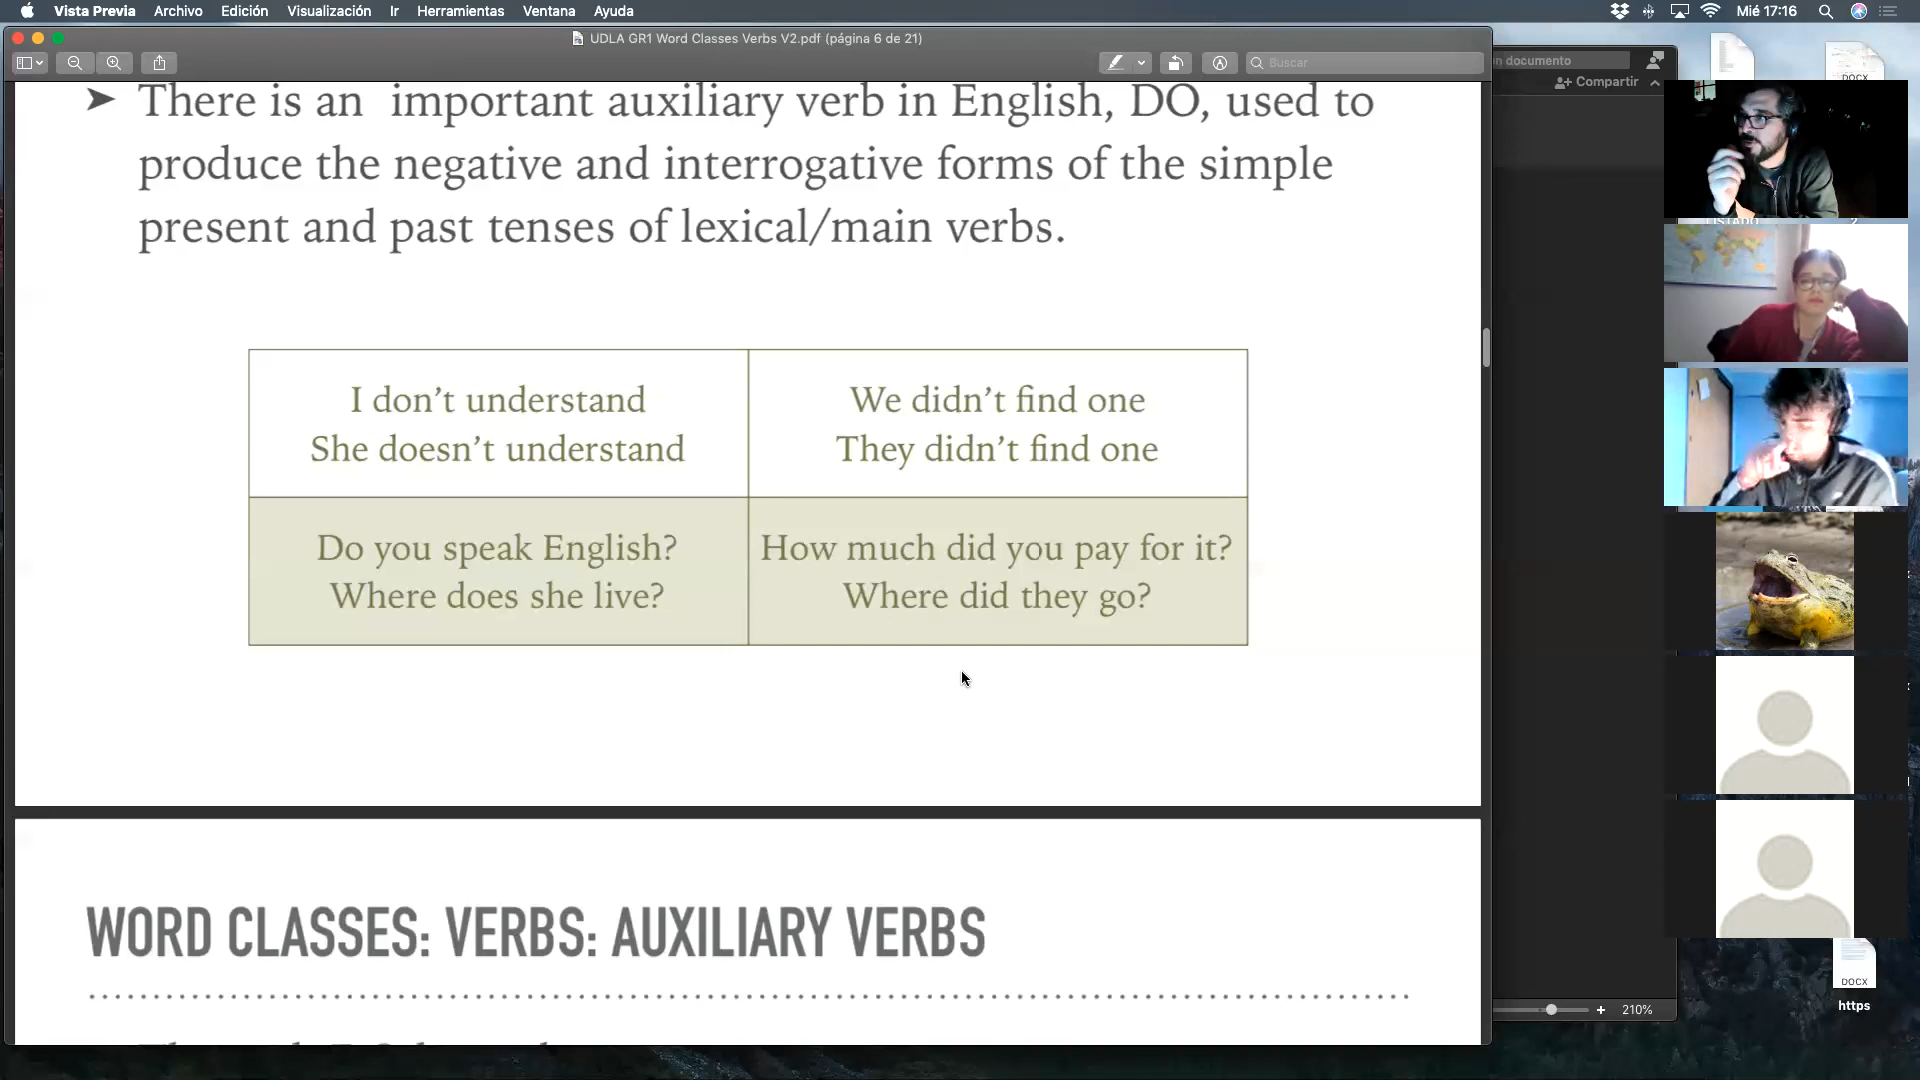 Vista Previa Archivo Edición Visualización Ir Herramientas Ventana Ayuda Mié 17:16
UDLA GR1 Word Classes Verbs V2.pdf (página 6 de 21)
Buscar
n documento
Compartir
➤ There is an important auxiliary verb in English, DO, used to
produce the negative and interrogative forms of the simple
present and past tenses of lexical/main verbs.
I don’t understand
She doesn’t understand
We didn’t find one
They didn’t find one
Do you speak English?
Where does she live?
How much did you pay for it?
Where did they go?
WORD CLASSES: VERBS: AUXILIARY VERBS
DOCX
DOCX
https
210%